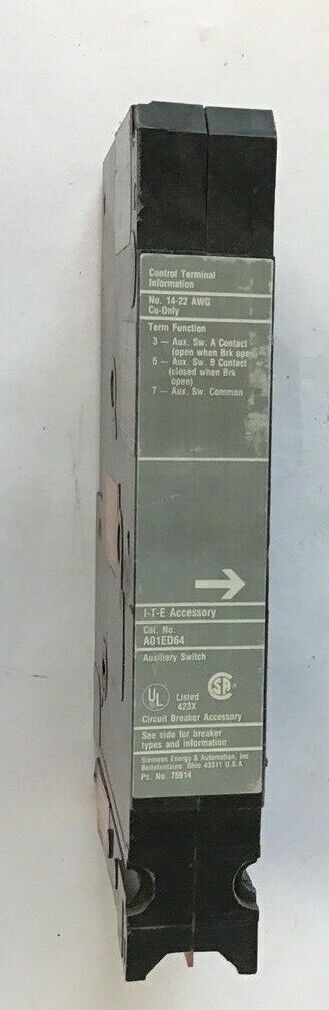 Control Terminal
Information
No. 14-22 AWG
Cu-Only
Term Function
3 — Aux. Sw. A Contact
(open when Brk open)
5 — Aux. Sw. B Contact
(closed when Brk
open)
7 — Aux. Sw. Common
I-T-E Accessory
Cat. No.
A01ED64
Auxiliary Switch
UL Listed
423X
SA
Circuit Breaker Accessory
See side for breaker
types and information
Siemens Energy & Automation, Inc
Bellefontaine, Ohio 43311 U.S.A
Pc. No. 75914